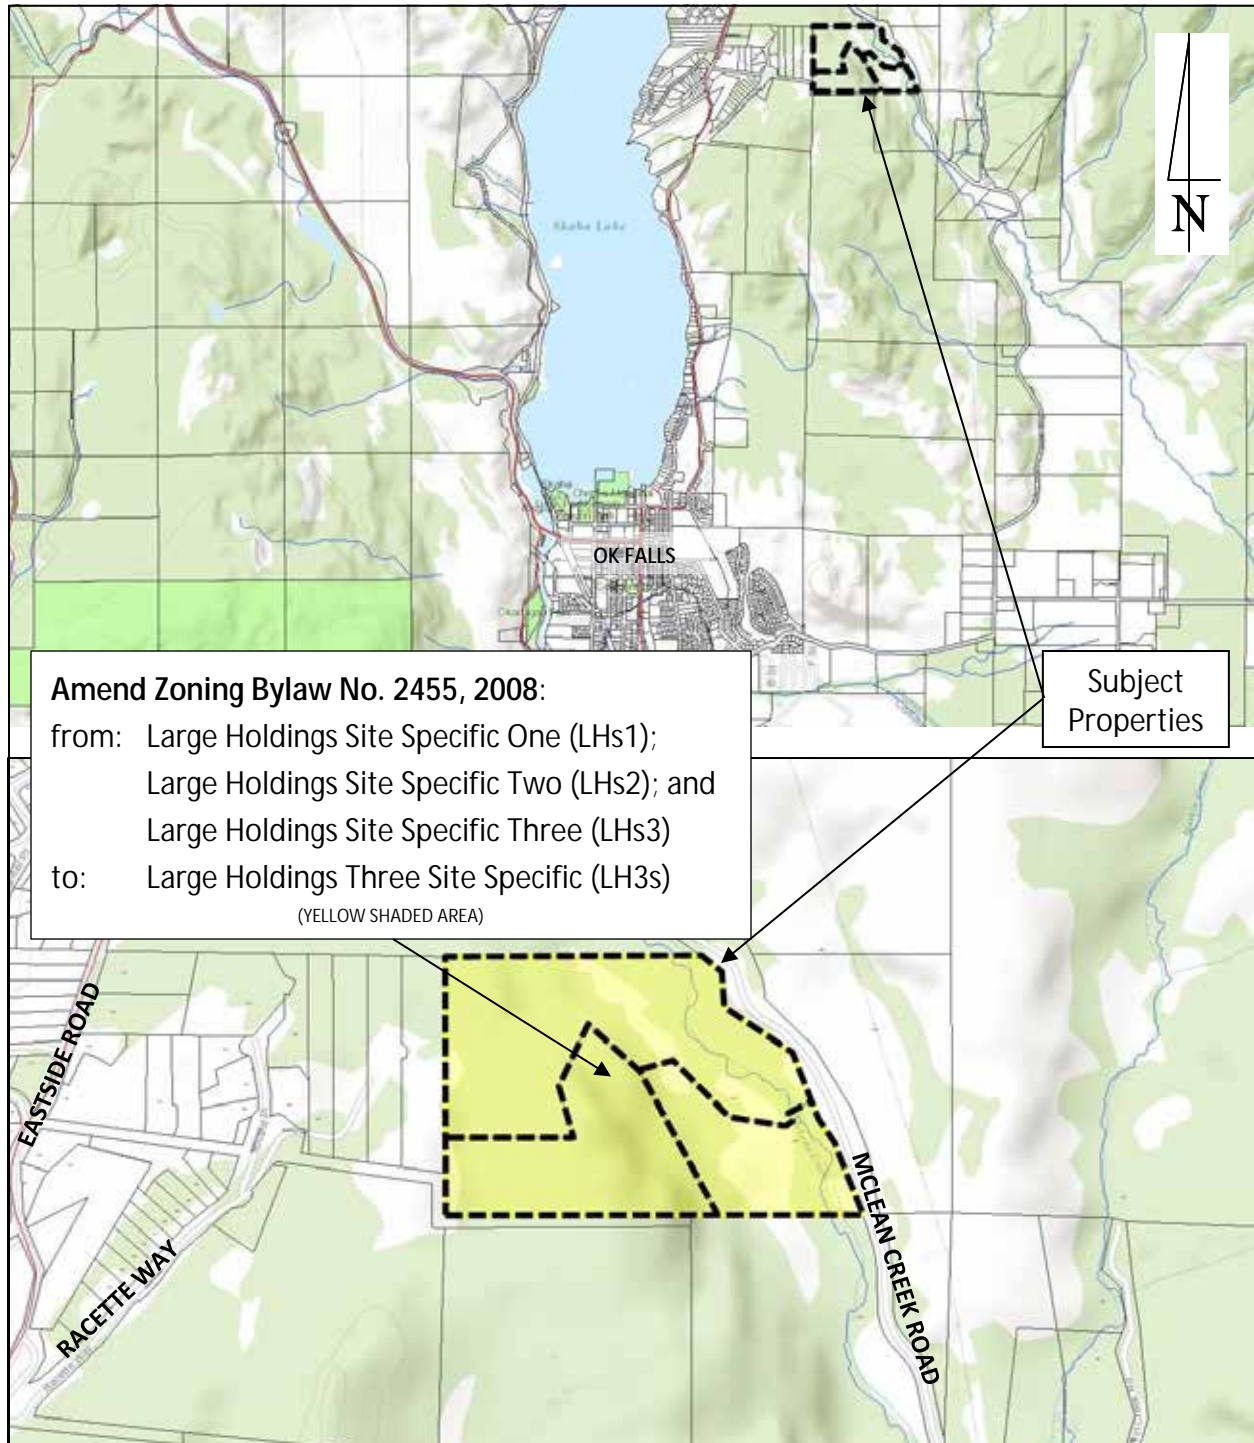 N
Skaha Lake
OK FALLS
Amend Zoning Bylaw No. 2455, 2008:
from: Large Holdings Site Specific One (LHs1);
Large Holdings Site Specific Two (LHs2); and
Large Holdings Site Specific Three (LHs3)
to: Large Holdings Three Site Specific (LH3s)
(YELLOW SHADED AREA)
Subject
Properties
EASTSIDE ROAD
RACETTE WAY
MCLEAN CREEK ROAD